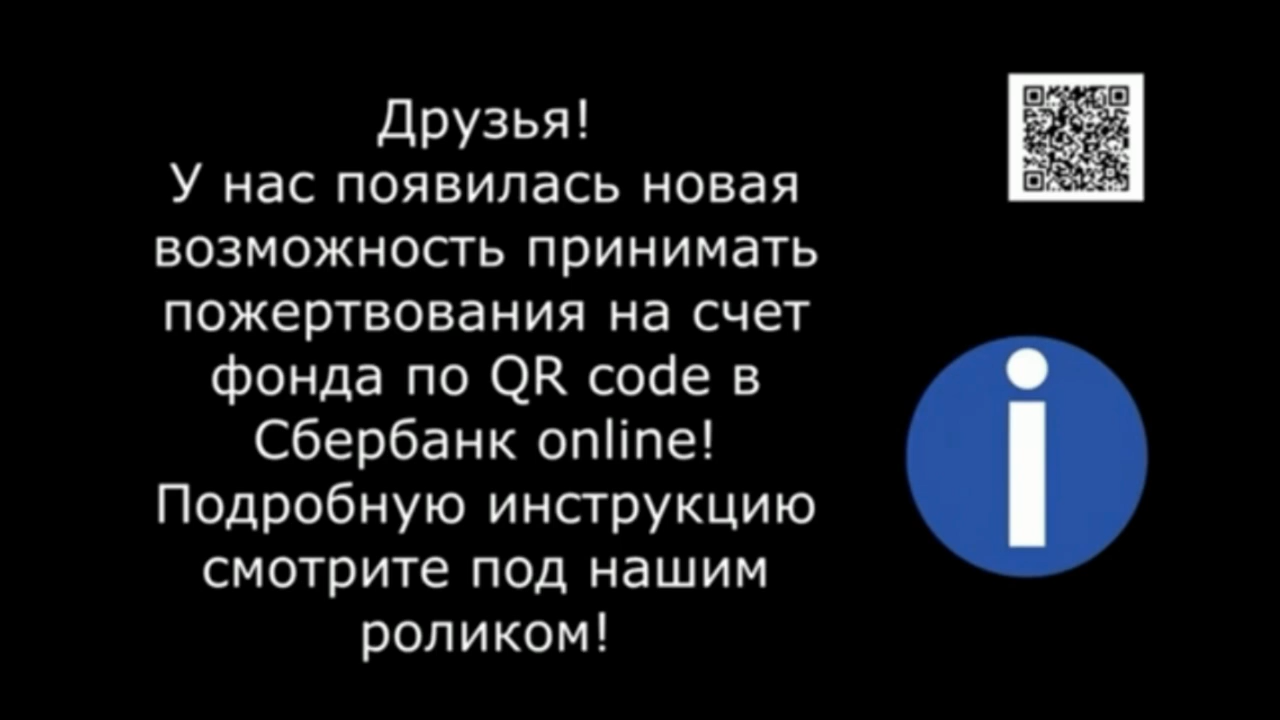 Друзья!
У нас появилась новая
возможность принимать
пожертвования на счет
фонда по QR code в
Сбербанк online!
Подробную инструкцию
смотрите под нашим
роликом!
i